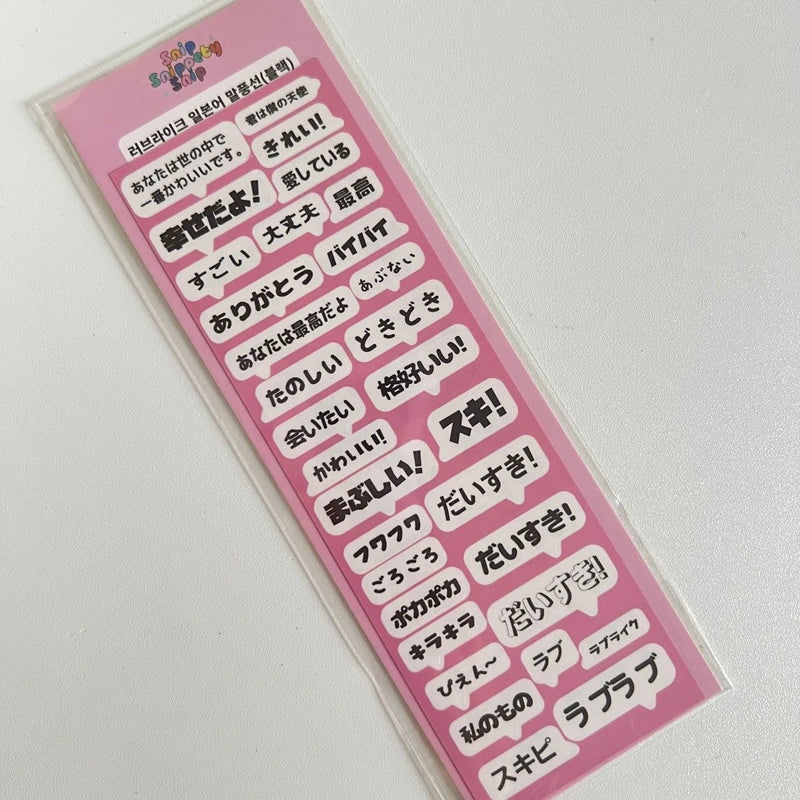 Snip
Snippety
Snip
러브라이크 일본어 말풍선(블랙)
君は僕の天使
あなたは世の中で
一番かわいいです。
きれい!
愛している
幸せだよ!
大丈夫
最高
すごい
バイバイ
ありがとう
あぶない
あなたは最高だよ
どきどき
たのしい
格好いい!
会いたい
スキ!
かわいい!
まぶしい!
だいすき!
フワフワ
ごろごろ
だいすき!
ポカポカ
だいすき!
キラキラ
ラブ
ラブライク
ぴえん~
私のもの
ラブラブ
スキピ